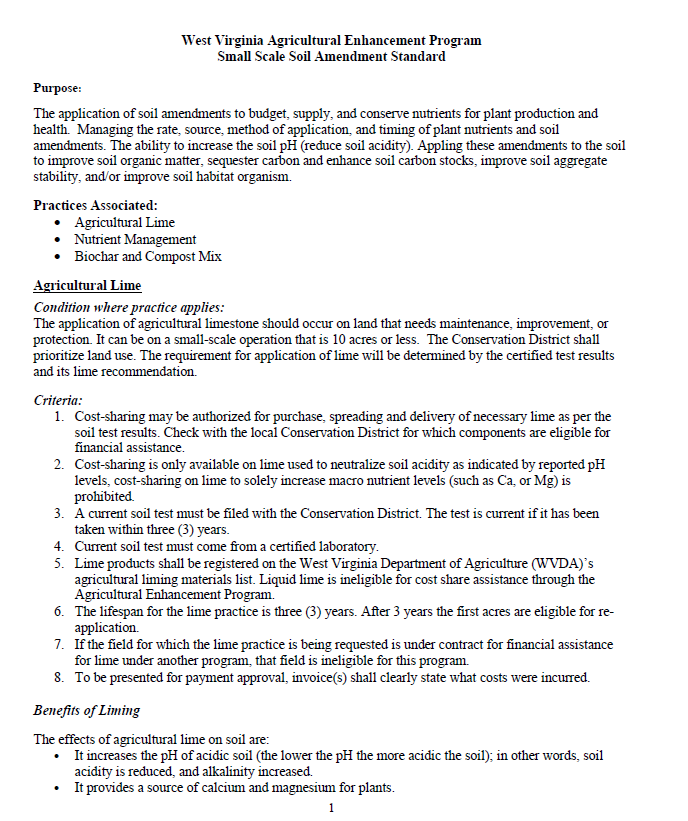 West Virginia Agricultural Enhancement Program
Small Scale Soil Amendment Standard
Purpose:
The application of soil amendments to budget, supply, and conserve nutrients for plant production and
health. Managing the rate, source, method of application, and timing of plant nutrients and soil
amendments. The ability to increase the soil pH (reduce soil acidity). Appling these amendments to the soil
to improve soil organic matter, sequester carbon and enhance soil carbon stocks, improve soil aggregate
stability, and/or improve soil habitat organism.
Practices Associated:
• Agricultural Lime
• Nutrient Management
• Biochar and Compost Mix
Agricultural Lime
Condition where practice applies:
The application of agricultural limestone should occur on land that needs maintenance, improvement, or
protection. It can be on a small-scale operation that is 10 acres or less. The Conservation District shall
prioritize land use. The requirement for application of lime will be determined by the certified test results
and its lime recommendation.
Criteria:
1. Cost-sharing may be authorized for purchase, spreading and delivery of necessary lime as per the
soil test results. Check with the local Conservation District for which components are eligible for
financial assistance.
2. Cost-sharing is only available on lime used to neutralize soil acidity as indicated by reported pH
levels, cost-sharing on lime to solely increase macro nutrient levels (such as Ca, or Mg) is
prohibited.
3. A current soil test must be filed with the Conservation District. The test is current if it has been
taken within three (3) years.
4. Current soil test must come from a certified laboratory.
5. Lime products shall be registered on the West Virginia Department of Agriculture (WVDA)'s
agricultural liming materials list. Liquid lime is ineligible for cost share assistance through the
Agricultural Enhancement Program.
6. The lifespan for the lime practice is three (3) years. After 3 years the first acres are eligible for re-
application.
7. If the field for which the lime practice is being requested is under contract for financial assistance
for lime under another program, that field is ineligible for this program.
8. To be presented for payment approval, invoice(s) shall clearly state what costs were incurred.
Benefits of Liming
The effects of agricultural lime on soil are:
• It increases the pH of acidic soil (the lower the pH the more acidic the soil); in other words, soil
acidity is reduced, and alkalinity increased.
• It provides a source of calcium and magnesium for plants.
1